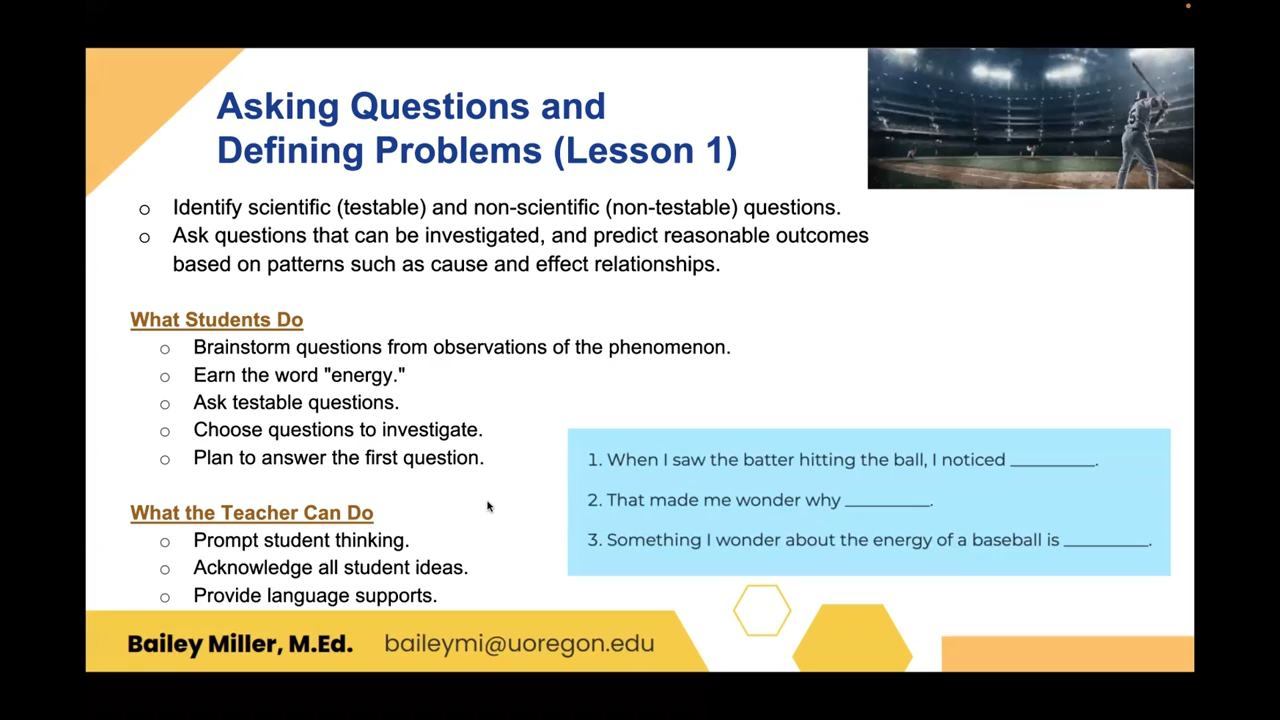 Asking Questions and
Defining Problems (Lesson 1)
Identify scientific (testable) and non-scientific (non-testable) questions.
Ask questions that can be investigated, and predict reasonable outcomes
based on patterns such as cause and effect relationships.
What Students Do
Brainstorm questions from observations of the phenomenon.
Earn the word "energy."
Ask testable questions.
Choose questions to investigate.
Plan to answer the first question.
What the Teacher Can Do
Prompt student thinking.
Acknowledge all student ideas.
Provide language supports.
1. When I saw the batter hitting the ball, I noticed ________.
2. That made me wonder why ________.
3. Something I wonder about the energy of a baseball is ________.
Bailey Miller, M.Ed. baileymi@uoregon.edu